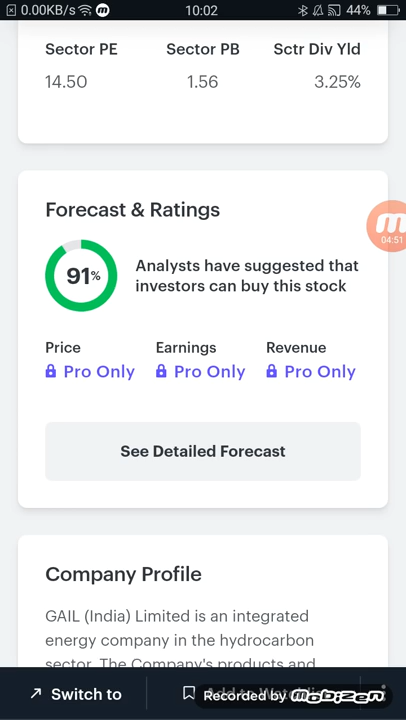 0.00KB/s 10:02 44%
Sector PE Sector PB Sctr Div Yld
14.50 1.56 3.25%
Forecast & Ratings
04:51
91%
Analysts have suggested that
investors can buy this stock
Price Earnings Revenue
Pro Only Pro Only Pro Only
See Detailed Forecast
Company Profile
GAIL (India) Limited is an integrated
energy company in the hydrocarbon
sector. The Company's products and
Switch to
Recorded by mobizen